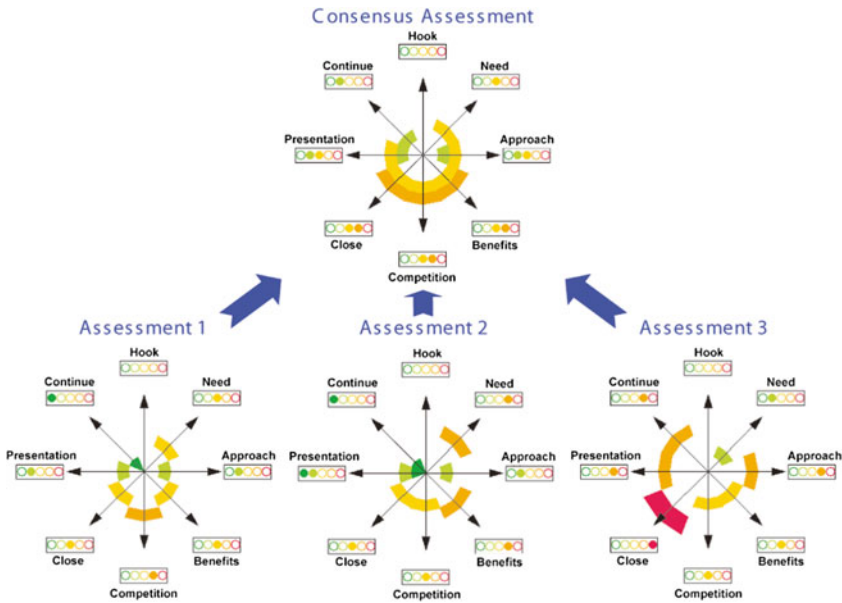 Consensus Assessment
Hook
Continue
Need
Presentation
Approach
Close
Benefits
Competition
Assessment 1
Assessment 2
Assessment 3
Hook
Continue
Need
Presentation
Approach
Close
Benefits
Competition
Hook
Continue
Need
Presentation
Approach
Close
Benefits
Competition
Hook
Continue
Need
Presentation
Approach
Close
Benefits
Competition